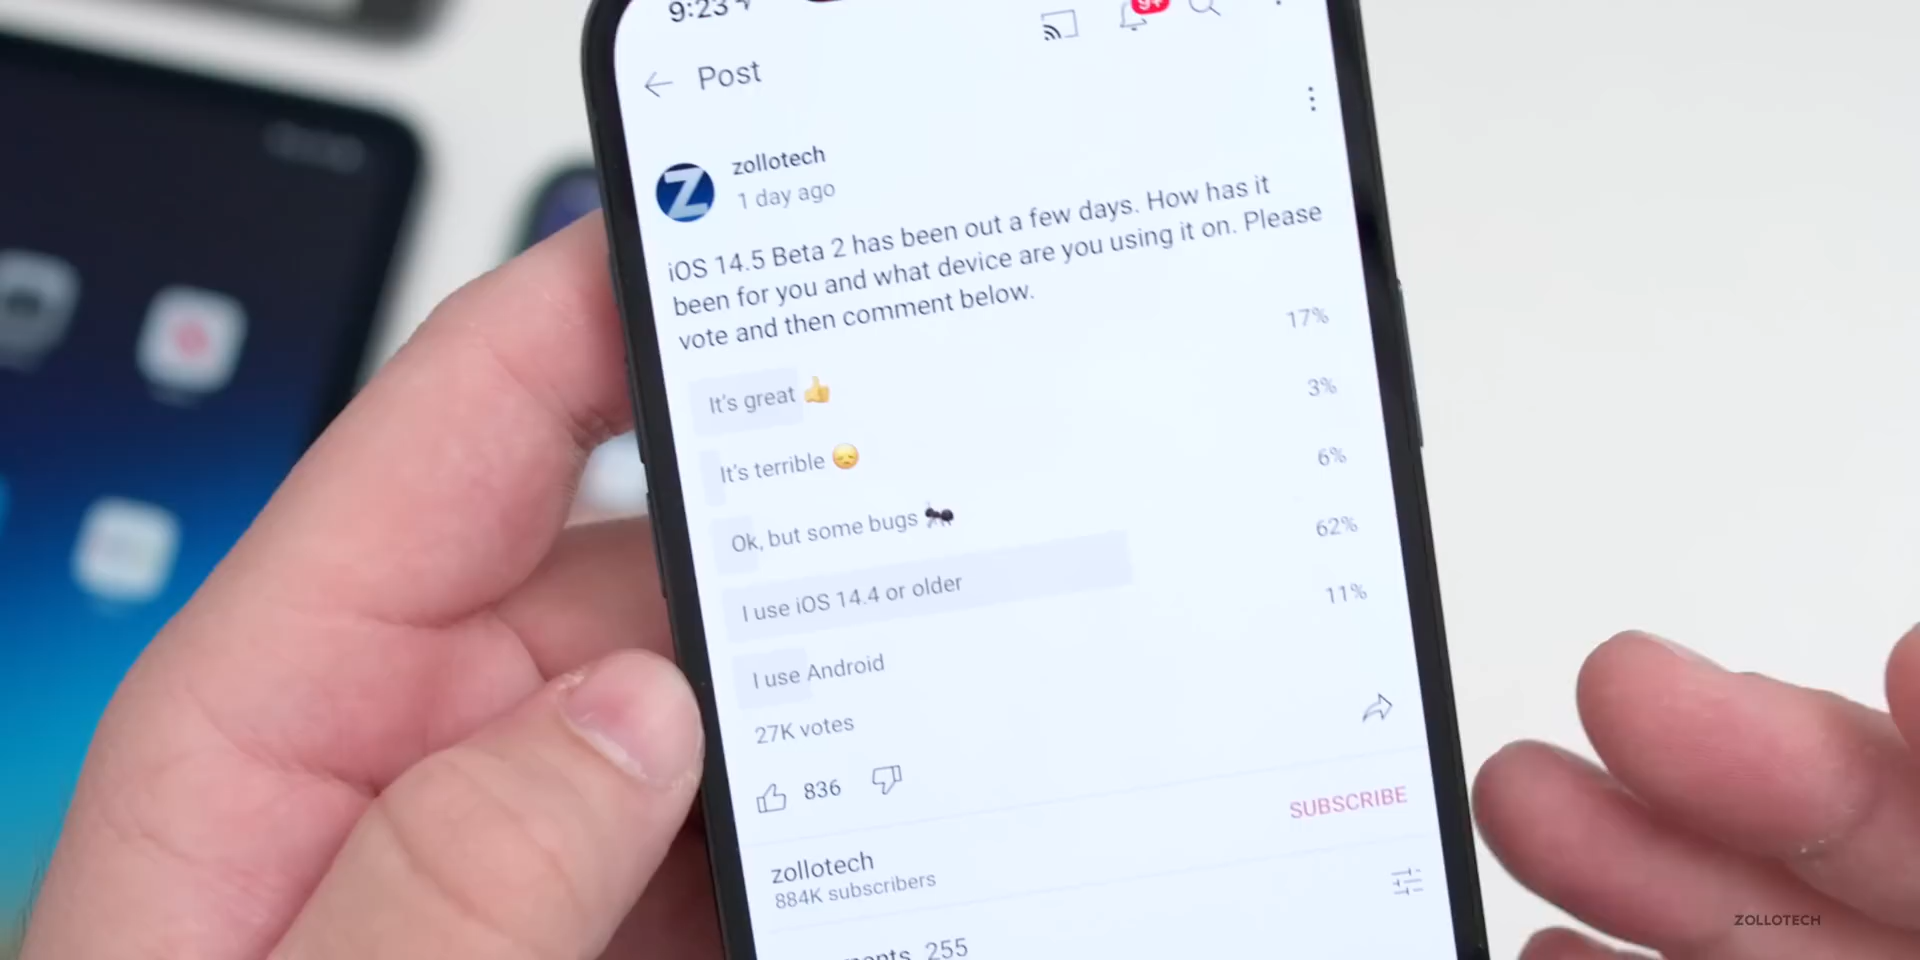 9:23
9+
Post
zollotech
1 day ago
iOS 14.5 Beta 2 has been out a few days. How has it
been for you and what device are you using it on. Please
vote and then comment below.
It's great 👍 17%
It's terrible 😞 3%
Ok, but some bugs 🐜 6%
I use iOS 14.4 or older 62%
I use Android 11%
27K votes
836
zollotech
884K subscribers
SUBSCRIBE
255
ZOLLOTECH